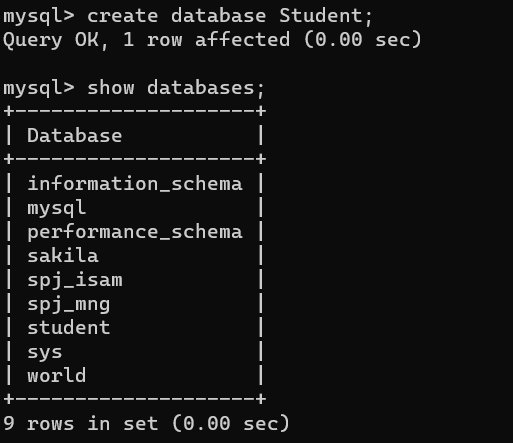 mysql> create database Student;
Query OK, 1 row affected (0.00 sec)

mysql> show databases;
+--------------------+
| Database           |
+--------------------+
| information_schema |
| mysql              |
| performance_schema |
| sakila             |
| spj_isam           |
| spj_mng            |
| student            |
| sys                |
| world              |
+--------------------+
9 rows in set (0.00 sec)